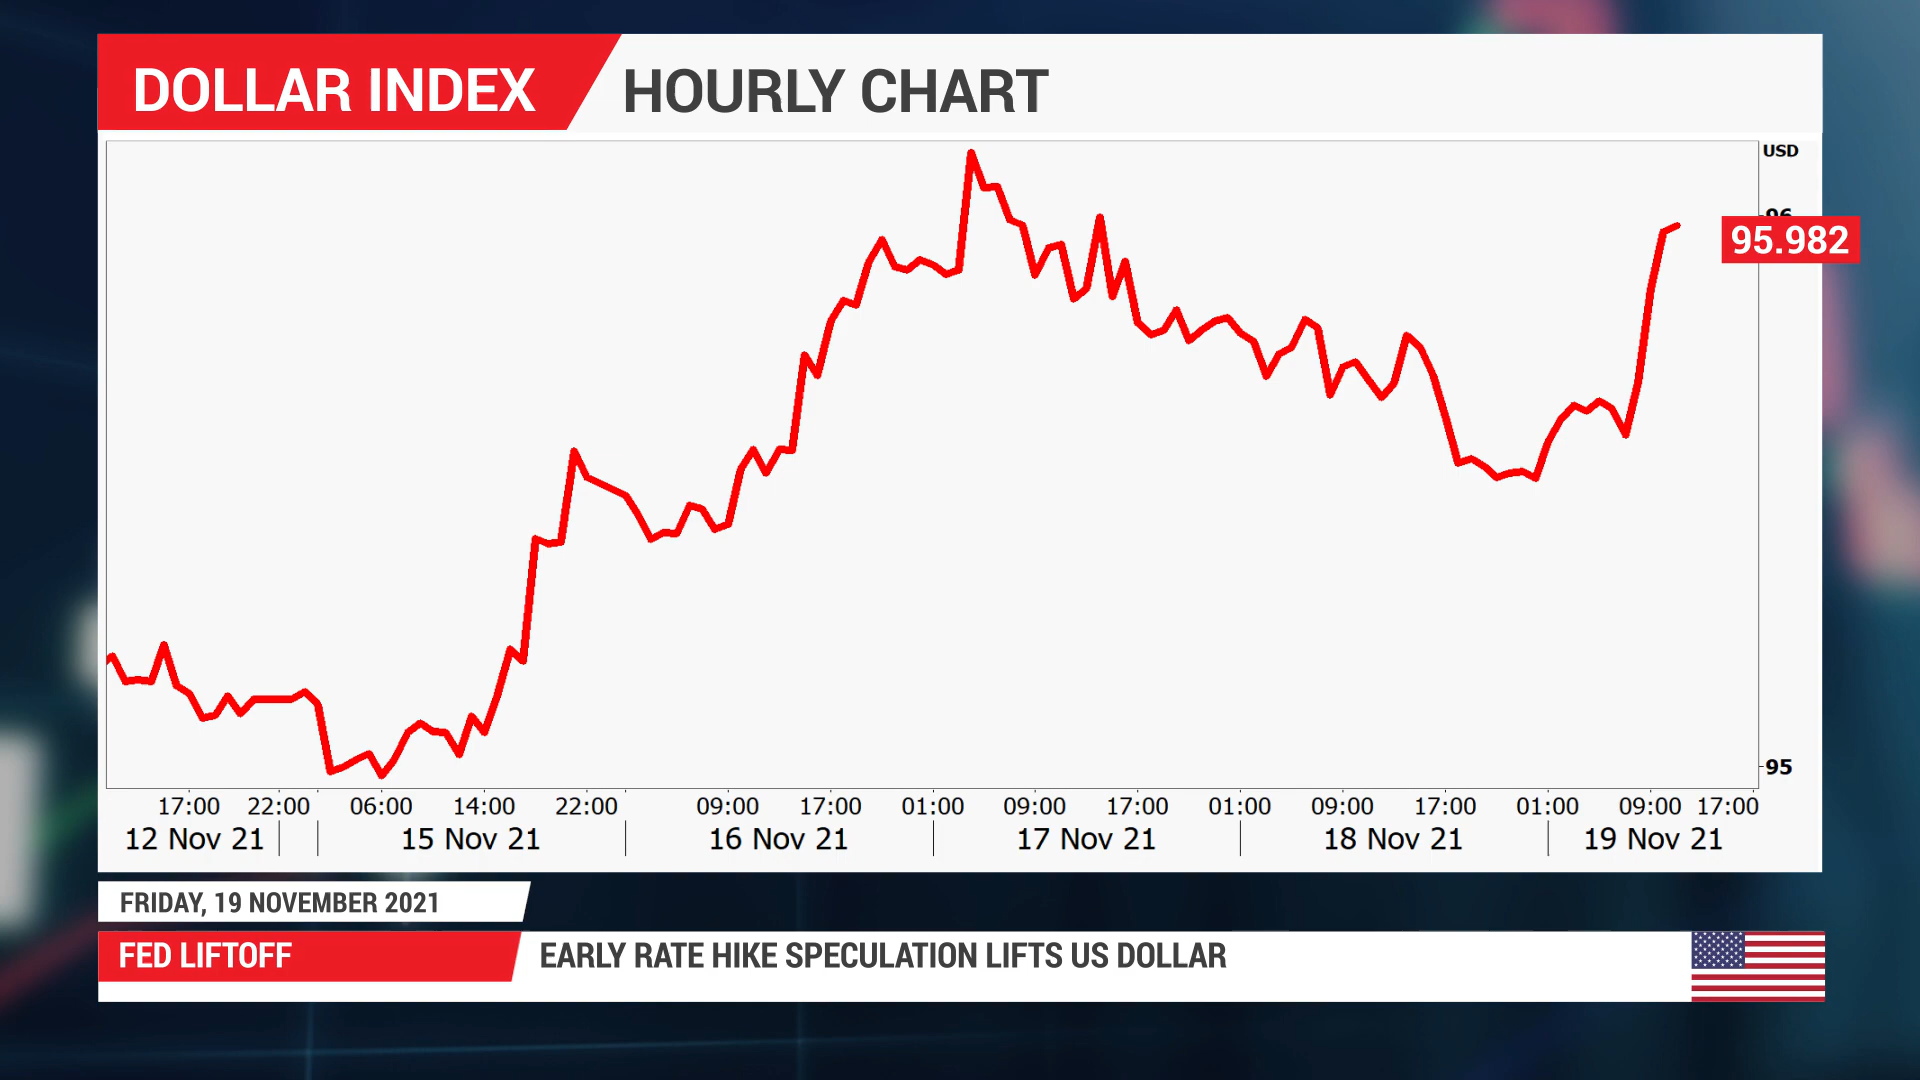 DOLLAR INDEX HOURLY CHART
USD
96
95.982
95
17:00 22:00 06:00 14:00 22:00 09:00 17:00 01:00 09:00 17:00 01:00 09:00 17:00 01:00 09:00 17:00
12 Nov 21 15 Nov 21 16 Nov 21 17 Nov 21 18 Nov 21 19 Nov 21
FRIDAY, 19 NOVEMBER 2021
FED LIFTOFF EARLY RATE HIKE SPECULATION LIFTS US DOLLAR